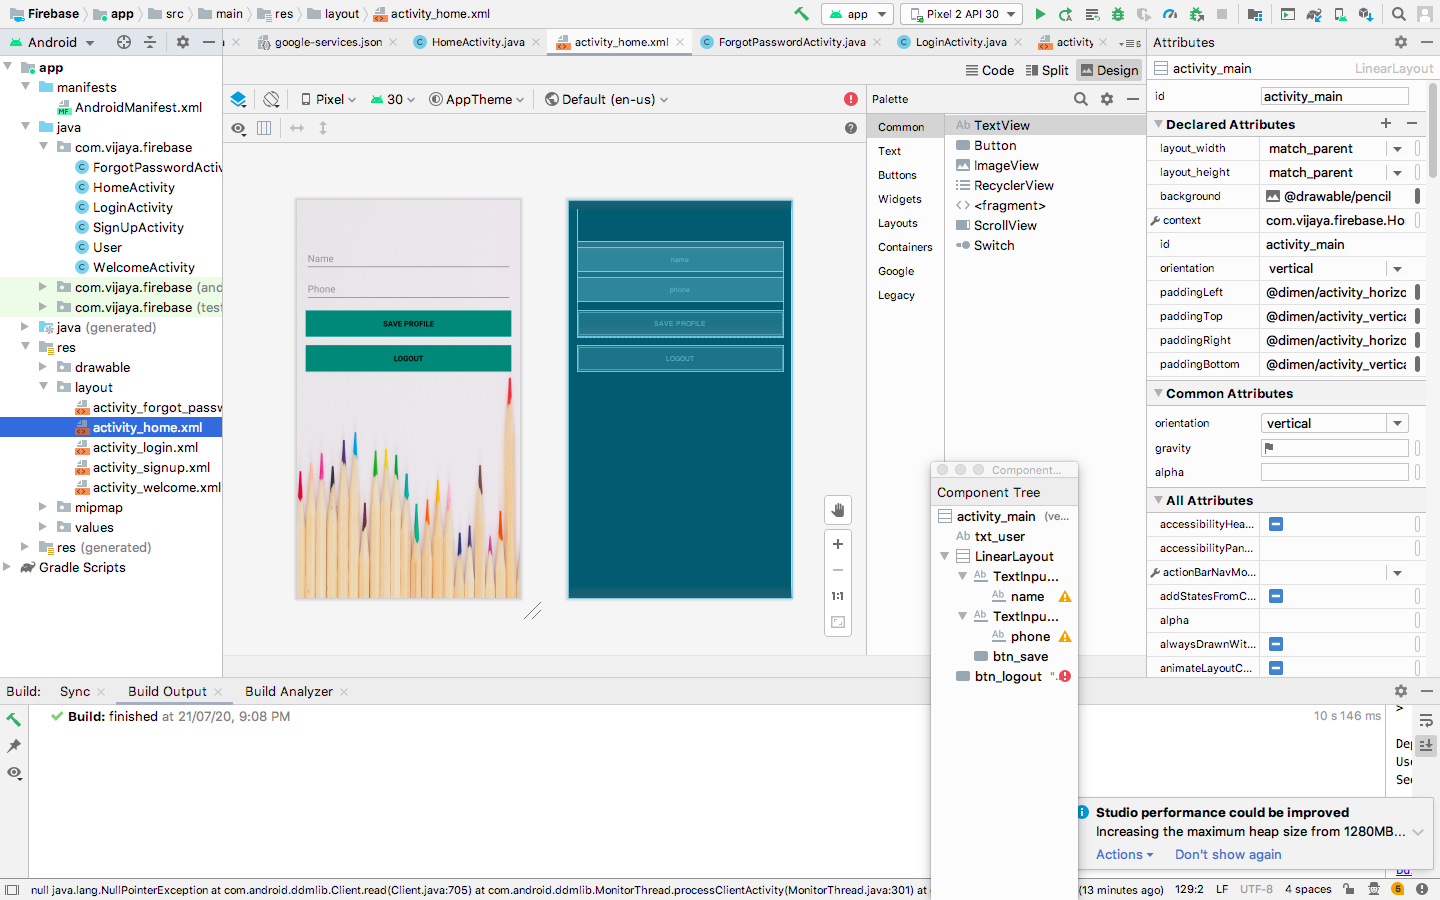 Firebase app src main res layout activity_home.xml
app Pixel 2 API 30
Android
google-services.json HomeActivity.java activity_home.xml ForgotPasswordActivity.java LoginActivity.java activity 5
Attributes
Code Split Design
activity_main LinearLayout
Pixel 30 AppTheme Default (en-us)
id activity_main
Palette
Common
Text
Buttons
Widgets
Layouts
Containers
Google
Legacy
Ab TextView
Button
ImageView
RecyclerView
<fragment>
ScrollView
Switch
app
manifests
AndroidManifest.xml
java
com.vijaya.firebase
ForgotPasswordActiv
HomeActivity
LoginActivity
SignUpActivity
User
WelcomeActivity
com.vijaya.firebase (and
com.vijaya.firebase (tes
java (generated)
res
drawable
layout
activity_forgot_passw
activity_home.xml
activity_login.xml
activity_signup.xml
activity_welcome.xml
mipmap
values
res (generated)
Gradle Scripts
Name
Phone
SAVE PROFILE
LOGOUT
name
phone
SAVE PROFILE
LOGOUT
1:1
Component...
Component Tree
activity_main (ve...
Ab txt_user
LinearLayout
Ab TextInpu...
Ab name
Ab TextInpu...
Ab phone
btn_save
btn_logout "...
Declared Attributes
layout_width match_parent
layout_height match_parent
background @drawable/pencil
context com.vijaya.firebase.Ho
id activity_main
orientation vertical
paddingLeft @dimen/activity_horizo
paddingTop @dimen/activity_vertica
paddingRight @dimen/activity_horizo
paddingBottom @dimen/activity_vertica
Common Attributes
orientation vertical
gravity
alpha
All Attributes
accessibilityHea...
accessibilityPan...
actionBarNavMo...
addStatesFromC...
alpha
alwaysDrawnWit...
animateLayoutC...
Build: Sync Build Output Build Analyzer
Build: finished at 21/07/20, 9:08 PM
10 s 146 ms
>
Dep
Use
See
Studio performance could be improved
Increasing the maximum heap size from 1280MB...
Actions Don't show again
null java.lang.NullPointerException at com.android.ddmlib.Client.read(Client.java:705) at com.android.ddmlib.MonitorThread.processClientActivity(MonitorThread.java:301) at c
(13 minutes ago) 129:2 LF UTF-8 4 spaces 5